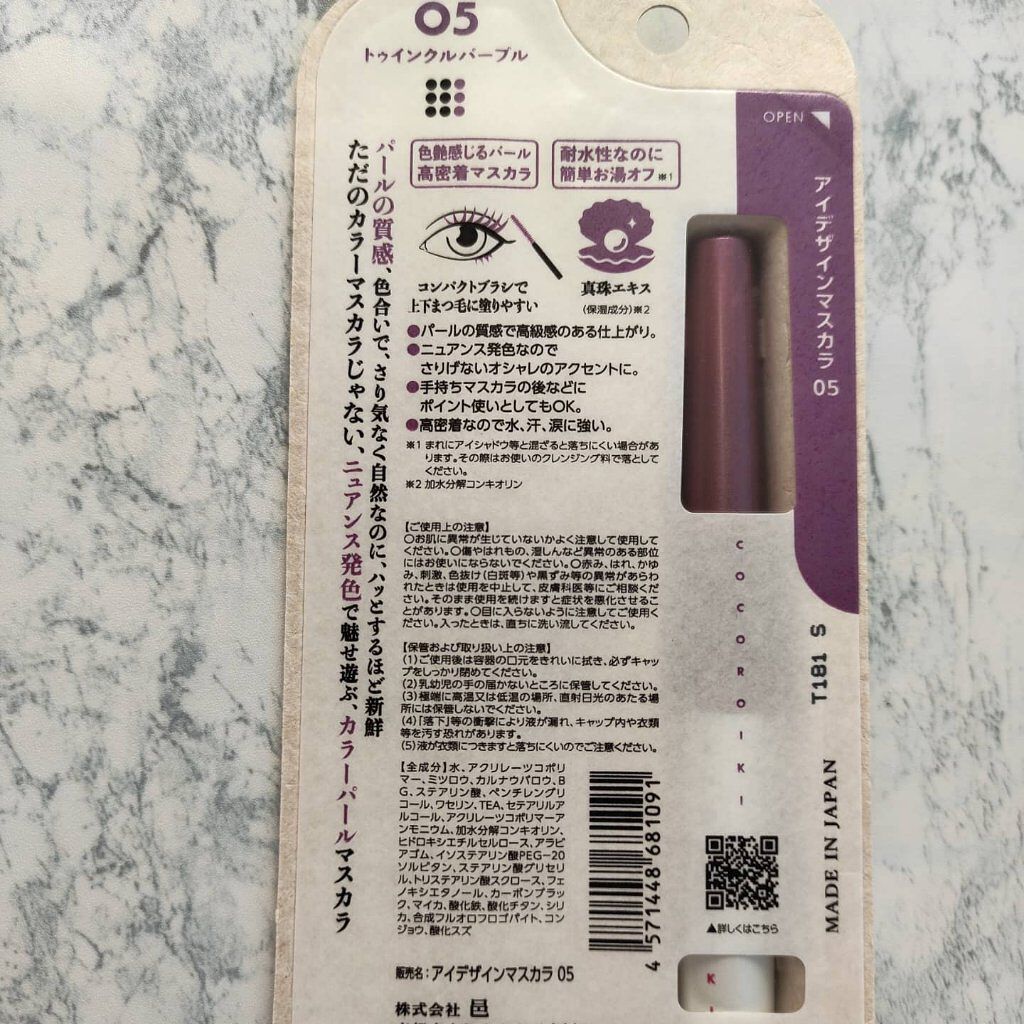 05
トゥインクルパープル
OPEN
アイデザインマスカラ 05
色艶感じるパール
高密着マスカラ
耐水性なのに
簡単お湯オフ※1
パールの質感、色合いで、さり気なく自然なのに、ハッとするほど新鮮
ただのカラーマスカラじゃない、ニュアンス発色で魅せ遊ぶ、カラーパールマスカラ
コンパクトブラシで
上下まつ毛に塗りやすい
真珠エキス
(保湿成分)※2
●パールの質感で高級感のある仕上がり。
●ニュアンス発色なので
さりげないオシャレのアクセントに。
●手持ちマスカラの後などに
ポイント使いとしてもOK。
●高密着なので水、汗、涙に強い。
※1 まれにアイシャドウ等と混ざると落ちにくい場合があ
ります。その際はお使いのクレンジング料で落として
ください。
※2 加水分解コンキオリン
【ご使用上の注意】
○お肌に異常が生じていないかよく注意して使用して
ください。○傷やはれもの、湿しんなど異常のある部位
にはお使いにならないでください。○赤み、はれ、かゆ
み、刺激、色抜け(白斑等)や黒ずみ等の異常があらわ
れたときは使用を中止して、皮膚科医等にご相談くだ
さい。そのまま使用を続けますと症状を悪化させるこ
とがあります。○目に入らないように注意してご使用く
ださい。入ったときは、直ちに洗い流してください。
【保管および取り扱い上の注意】
(1)ご使用後は容器の口元をきれいに拭き、必ずキャッ
プをしっかり閉めてください。
(2)乳幼児の手の届かないところに保管してください。
(3)極端に高温又は低温の場所、直射日光のあたる場
所には保管しないでください。
(4)「落下」等の衝撃により液が漏れ、キャップ内や衣類
等を汚す恐れがあります。
(5)液が衣類につきますと落ちにくいのでご注意ください。
【全成分】水、アクリレーツコポリ
マー、ミツロウ、カルナウバロウ、B
G、ステアリン酸、ペンチレングリ
コール、ワセリン、TEA、セテアリルア
ルコール、アクリレーツコポリマーア
ンモニウム、加水分解コンキオリン、
ヒドロキシエチルセルロース、アラビ
アゴム、イソステアリン酸PEG-20
ソルビタン、ステアリン酸グリセリ
ル、トリステアリン酸スクロース、フェ
ノキシエタノール、カーボンブラッ
ク、マイカ、酸化鉄、酸化チタン、シリ
カ、合成フルオロフロゴパイト、コン
ジョウ、酸化スズ
4 571448 681091
COCOROIKI
T181 S
MADE IN JAPAN
▲詳しくはこちら
KI
販売名:アイデザインマスカラ 05
株式会社 邑